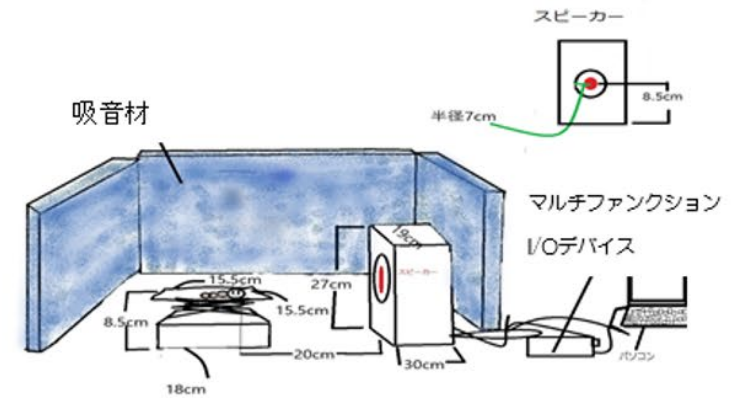 スピーカー
8.5cm
半径7cm
吸音材
マルチファンクション
I/Oデバイス
19cm
スピーカー
15.5cm
27cm
15.5cm
8.5cm
20cm
30cm
パソコン
18cm